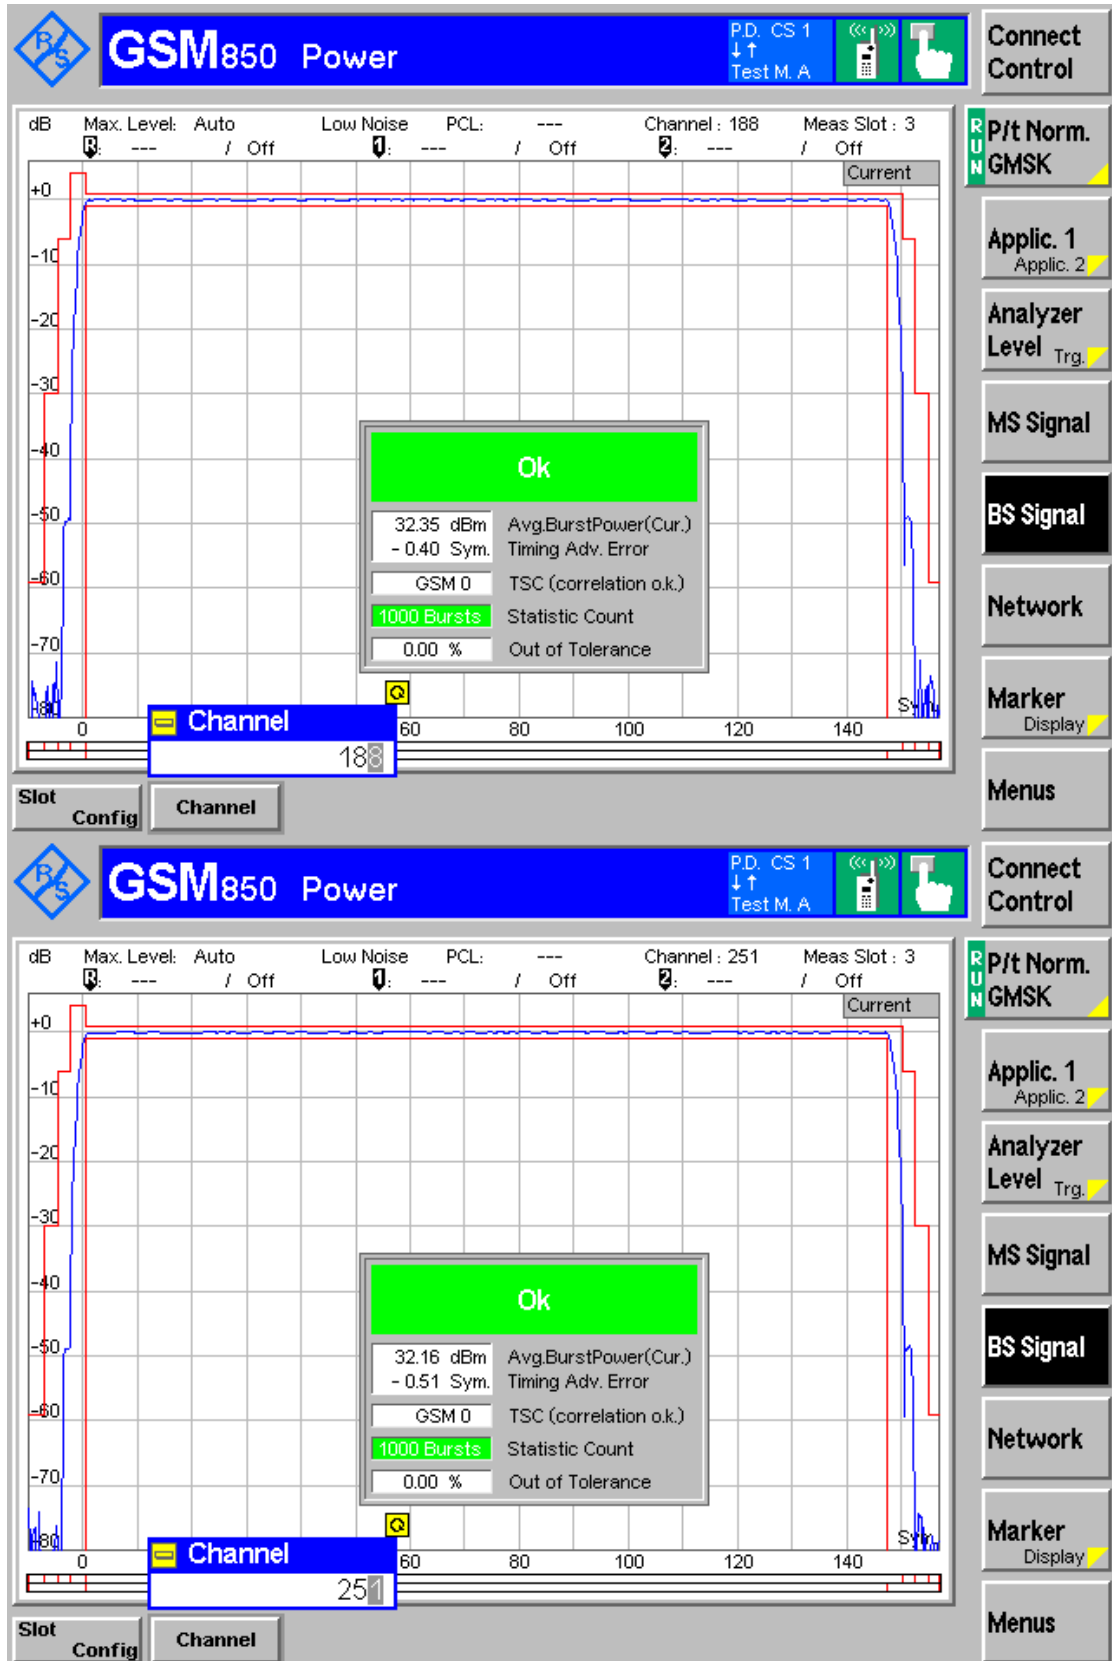 R S GSM850 Power P.D. CS 1 Connect
↓↑ Control
Test M. A
dB Max. Level: Auto Low Noise PCL: --- Channel : 188 Meas Slot : 3 RUN P/t Norm.
R: --- / Off 1: --- / Off 2: --- / Off GMSK
Current
+0
Applic. 1
-10 Applic. 2
-20 Analyzer
Level Trg.
-30
MS Signal
-40
Ok
-50 BS Signal
32.35 dBm Avg.BurstPower(Cur.)
- 0.40 Sym. Timing Adv. Error
-60 GSM 0 TSC (correlation o.k.)
1000 Bursts Statistic Count Network
-70 0.00 % Out of Tolerance
Marker
-80 Display
0 Channel 60 80 100 120 140
188
Slot Menus
Config Channel
R S GSM850 Power P.D. CS 1 Connect
↓↑ Control
Test M. A
dB Max. Level: Auto Low Noise PCL: --- Channel : 251 Meas Slot : 3 RUN P/t Norm.
R: --- / Off 1: --- / Off 2: --- / Off GMSK
Current
+0
Applic. 1
-10 Applic. 2
-20 Analyzer
Level Trg.
-30
MS Signal
-40
Ok
-50 BS Signal
32.16 dBm Avg.BurstPower(Cur.)
- 0.51 Sym. Timing Adv. Error
-60 GSM 0 TSC (correlation o.k.)
1000 Bursts Statistic Count Network
-70 0.00 % Out of Tolerance
Marker
-80 Display
0 Channel 60 80 100 120 140
251
Slot Menus
Config Channel